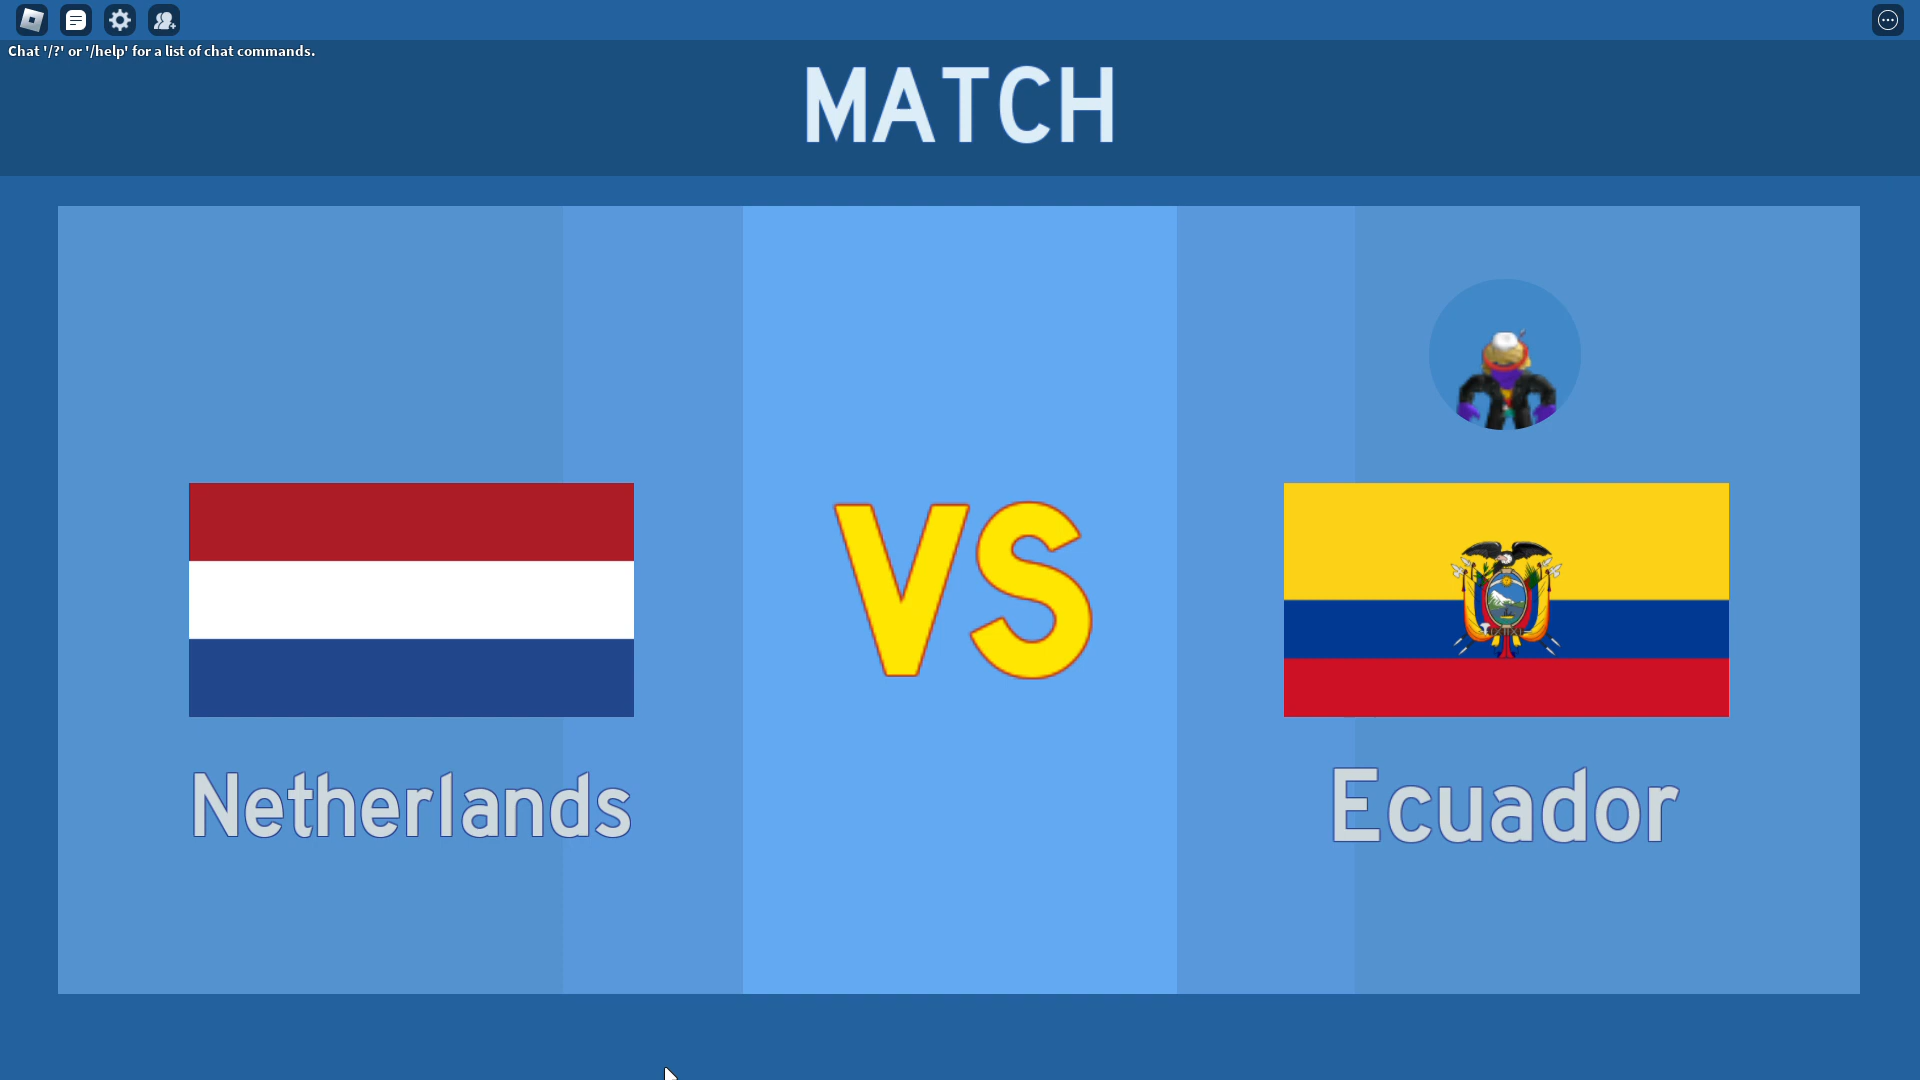 Chat '/?' or '/help' for a list of chat commands.
MATCH
VS
Netherlands
Ecuador